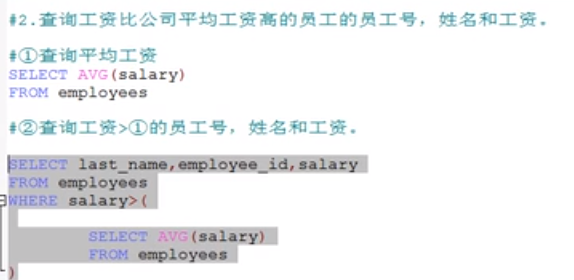 #2.查询工资比公司平均工资高的员工的员工号，姓名和工资。
#①查询平均工资
SELECT AVG(salary)
FROM employees
#②查询工资>①的员工号，姓名和工资。
SELECT last_name,employee_id,salary
FROM employees
WHERE salary>(
SELECT AVG(salary)
FROM employees
)